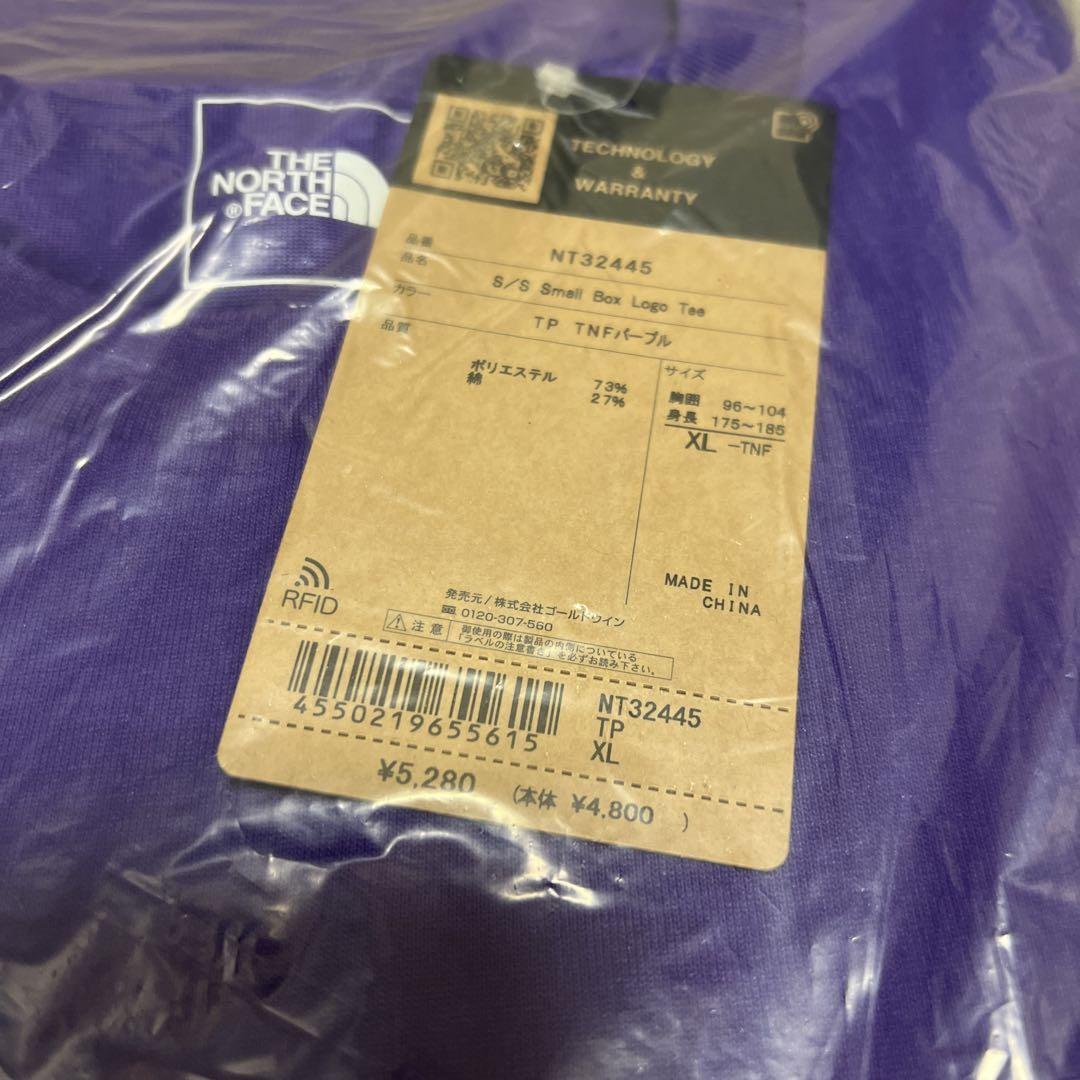 THE
NORTH
®FACE
TECHNOLOGY
&
WARRANTY
品番 NT32445
品名 S/S Small Box Logo Tee
カラー TP TNFパープル
品質
ポリエステル 73%
綿 27%
サイズ
胸囲 96~104
身長 175~185
XL -TNF
MADE IN
CHINA
RFID
発売元/株式会社ゴールドウイン
0120-307-560
注意
御使用の際は製品の内側についている
「ラベルの注意書き」を必ずお読み下さい。
4550219655615
NT32445
TP
XL
¥5,280 (本体 ¥4,800 )